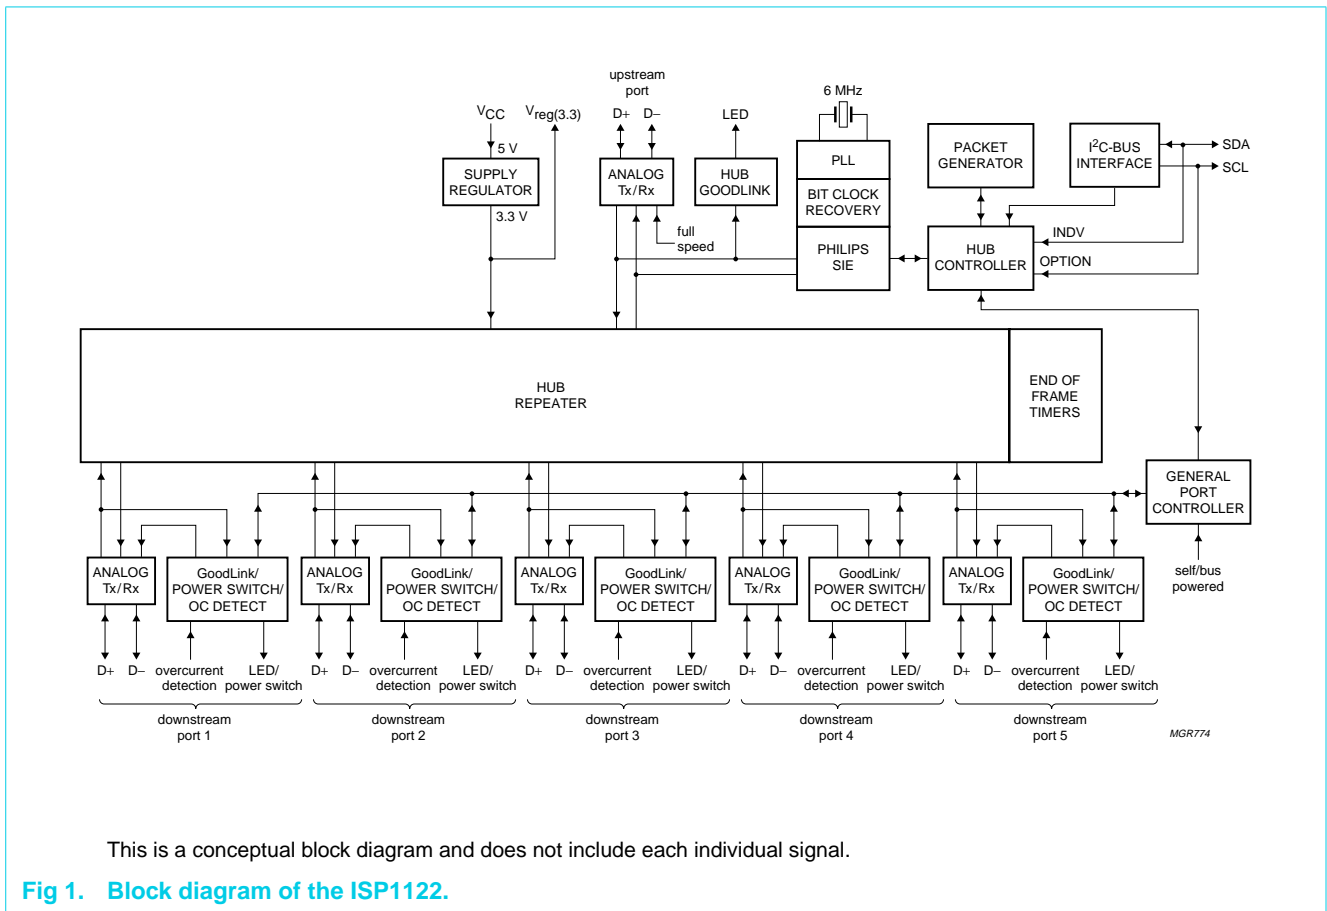 upstream
port
6 MHz
VCC
Vreg(3.3)
D+
D−
LED
5 V
SUPPLY
REGULATOR
3.3 V
ANALOG
Tx/Rx
HUB
GOODLINK
full
speed
PLL
BIT CLOCK
RECOVERY
PHILIPS
SIE
PACKET
GENERATOR
I²C-BUS
INTERFACE
SDA
SCL
HUB
CONTROLLER
INDV
OPTION
HUB
REPEATER
END OF
FRAME
TIMERS
GENERAL
PORT
CONTROLLER
self/bus
powered
ANALOG
Tx/Rx
GoodLink/
POWER SWITCH/
OC DETECT
D+
D−
overcurrent
detection
LED/
power switch
downstream
port 1
ANALOG
Tx/Rx
GoodLink/
POWER SWITCH/
OC DETECT
D+
D−
overcurrent
detection
LED/
power switch
downstream
port 2
ANALOG
Tx/Rx
GoodLink/
POWER SWITCH/
OC DETECT
D+
D−
overcurrent
detection
LED/
power switch
downstream
port 3
ANALOG
Tx/Rx
GoodLink/
POWER SWITCH/
OC DETECT
D+
D−
overcurrent
detection
LED/
power switch
downstream
port 4
ANALOG
Tx/Rx
GoodLink/
POWER SWITCH/
OC DETECT
D+
D−
overcurrent
detection
LED/
power switch
downstream
port 5
MGR774
This is a conceptual block diagram and does not include each individual signal.
Fig 1. Block diagram of the ISP1122.